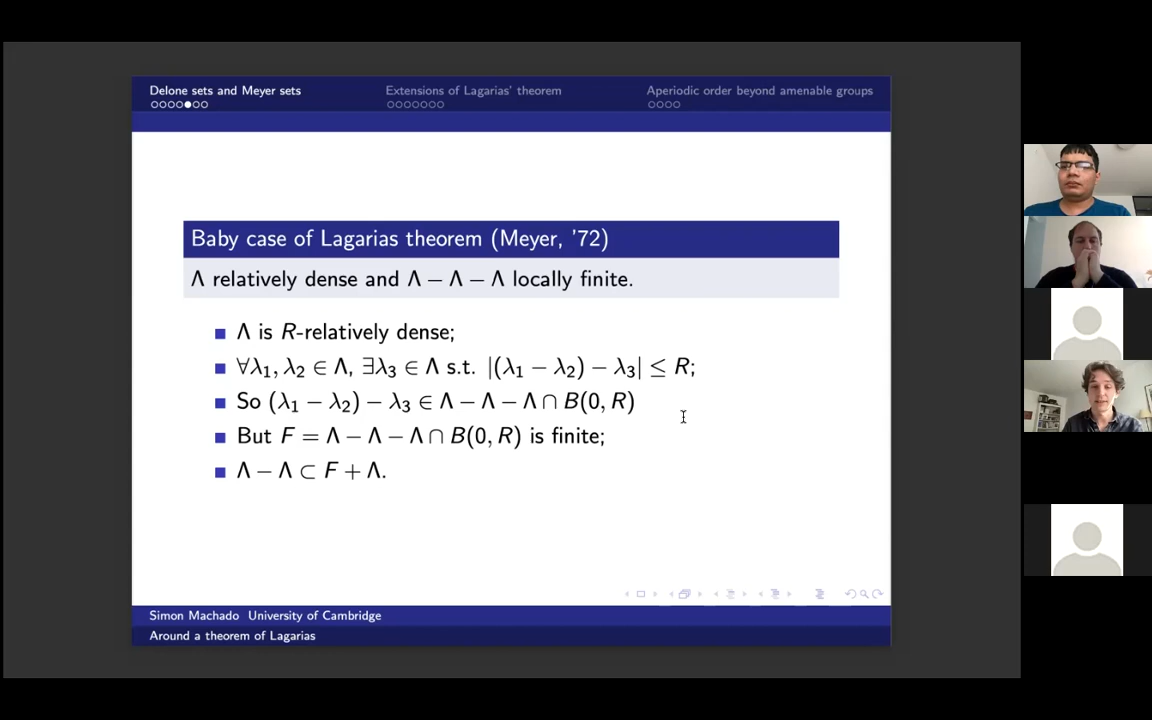 Delone sets and Meyer sets
Extensions of Lagarias' theorem
Aperiodic order beyond amenable groups
Baby case of Lagarias theorem (Meyer, '72)
Λ relatively dense and Λ − Λ − Λ locally finite.
Λ is R-relatively dense;
∀λ₁, λ₂ ∈ Λ, ∃λ₃ ∈ Λ s.t. |(λ₁ − λ₂) − λ₃| ≤ R;
So (λ₁ − λ₂) − λ₃ ∈ Λ − Λ − Λ ∩ B(0, R)
But F = Λ − Λ − Λ ∩ B(0, R) is finite;
Λ − Λ ⊂ F + Λ.
Simon Machado University of Cambridge
Around a theorem of Lagarias